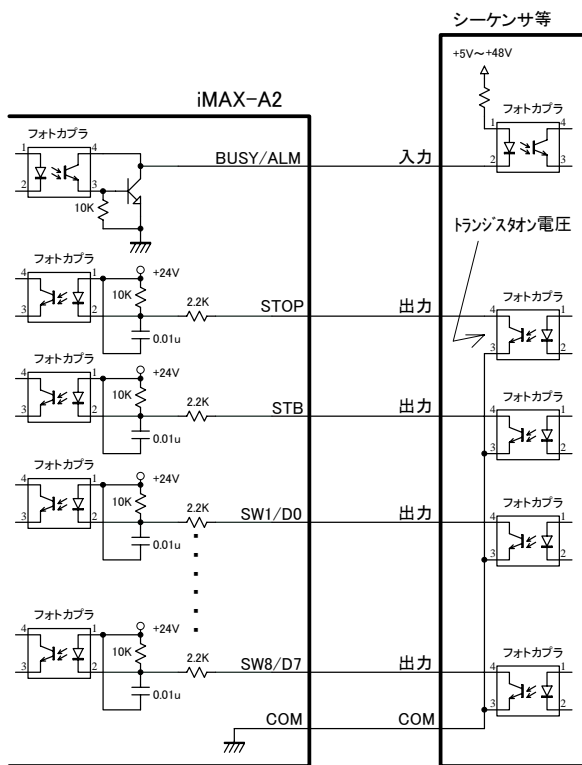 シーケンサ等
+5V～+48V
iMAX-A2
フォトカプラ
1
2
4
3
10K
BUSY/ALM
入力
フォトカプラ
1
2
4
3
トランジスタオン電圧
フォトカプラ
4
3
1
2
+24V
10K
0.01u
2.2K
STOP
出力
フォトカプラ
4
3
1
2
フォトカプラ
4
3
1
2
+24V
10K
0.01u
2.2K
STB
出力
フォトカプラ
4
3
1
2
フォトカプラ
4
3
1
2
+24V
10K
0.01u
2.2K
SW1/D0
出力
フォトカプラ
4
3
1
2
フォトカプラ
4
3
1
2
+24V
10K
0.01u
2.2K
SW8/D7
出力
フォトカプラ
4
3
1
2
COM
COM